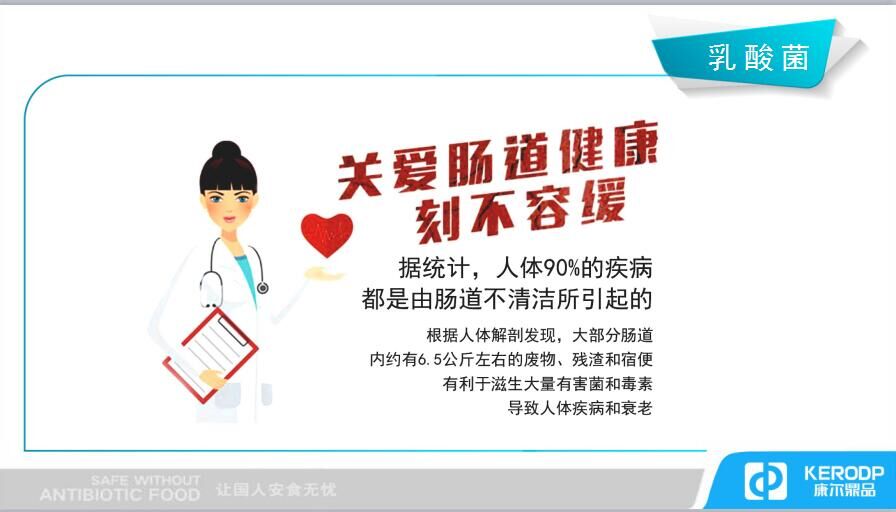 乳酸菌
关爱肠道健康
刻不容缓
据统计，人体90%的疾病
都是由肠道不清洁所引起的
根据人体解剖发现，大部分肠道
内约有6.5公斤左右的废物、残渣和宿便
有利于滋生大量有害菌和毒素
导致人体疾病和衰老
SAFE WITHOUT
ANTIBIOTIC FOOD
让国人安食无忧
KERODP
康尔鼎品